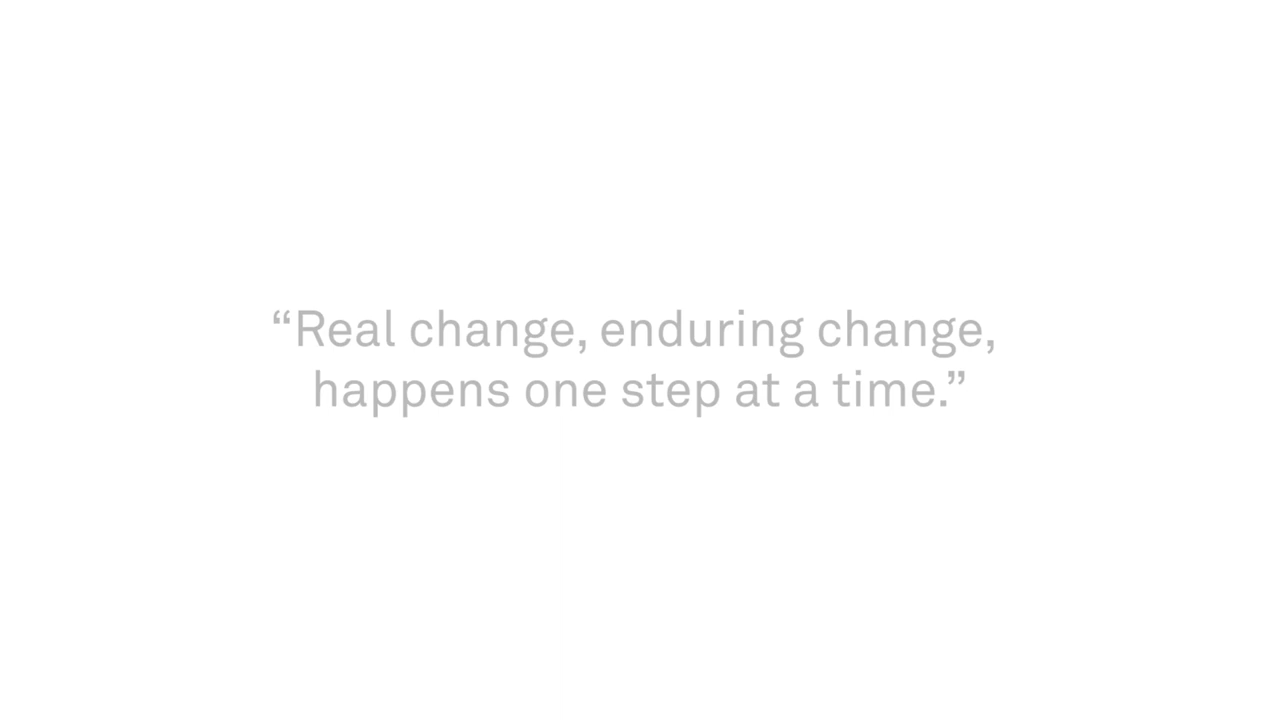 “Real change, enduring change,
happens one step at a time.”